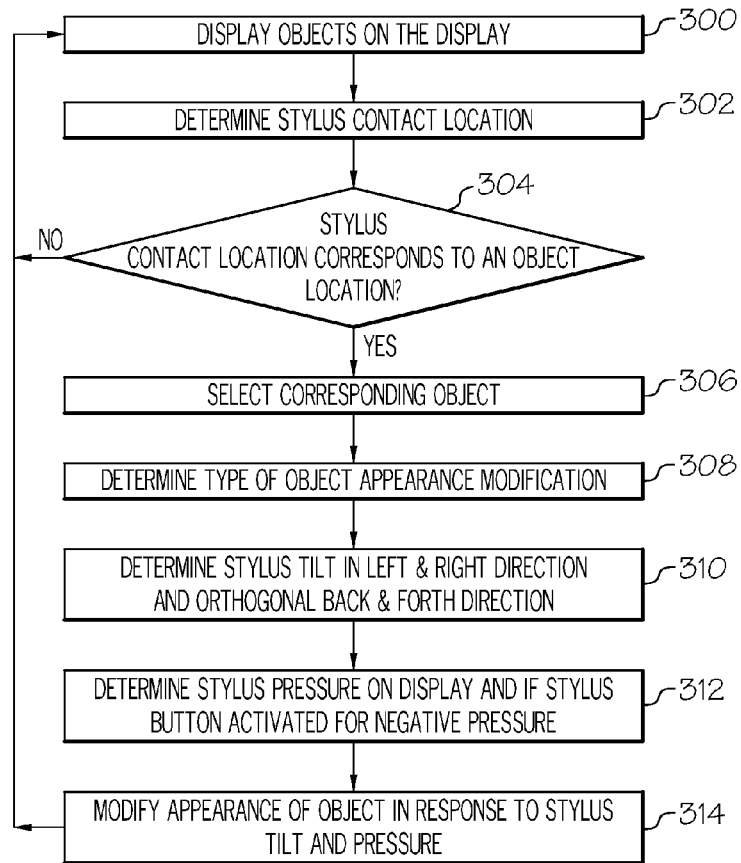 DISPLAY OBJECTS ON THE DISPLAY
300
DETERMINE STYLUS CONTACT LOCATION
302
304
STYLUS
CONTACT LOCATION CORRESPONDS TO AN OBJECT
LOCATION?
NO
YES
SELECT CORRESPONDING OBJECT
306
DETERMINE TYPE OF OBJECT APPEARANCE MODIFICATION
308
DETERMINE STYLUS TILT IN LEFT & RIGHT DIRECTION
AND ORTHOGONAL BACK & FORTH DIRECTION
310
DETERMINE STYLUS PRESSURE ON DISPLAY AND IF STYLUS
BUTTON ACTIVATED FOR NEGATIVE PRESSURE
312
MODIFY APPEARANCE OF OBJECT IN RESPONSE TO STYLUS
TILT AND PRESSURE
314